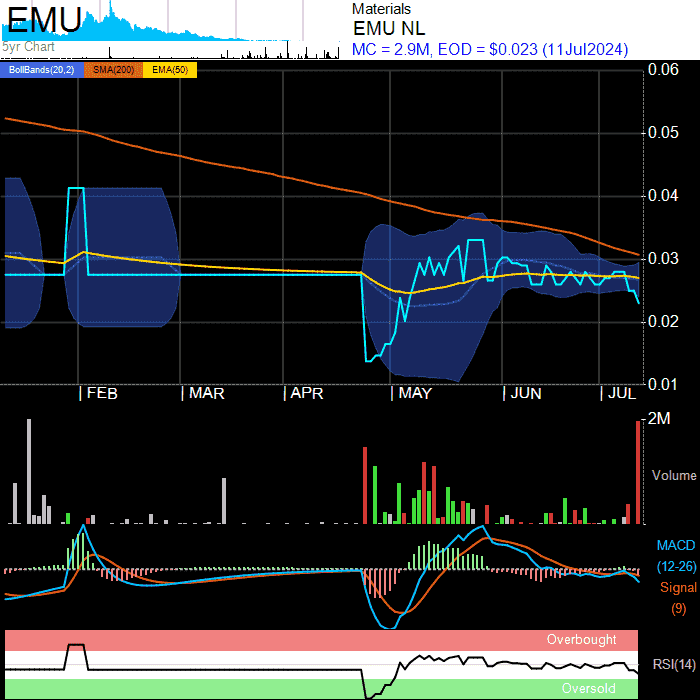 EMU
5yr Chart
Materials
EMU NL
MC = 2.9M, EOD = $0.023 (11Jul2024)
BollBands(20,2) SMA(200) EMA(50)
0.06
0.05
0.04
0.03
0.02
0.01
FEB MAR APR MAY JUN JUL
2M
Volume
MACD
(12-26)
Signal
(9)
Overbought
RSI(14)
Oversold